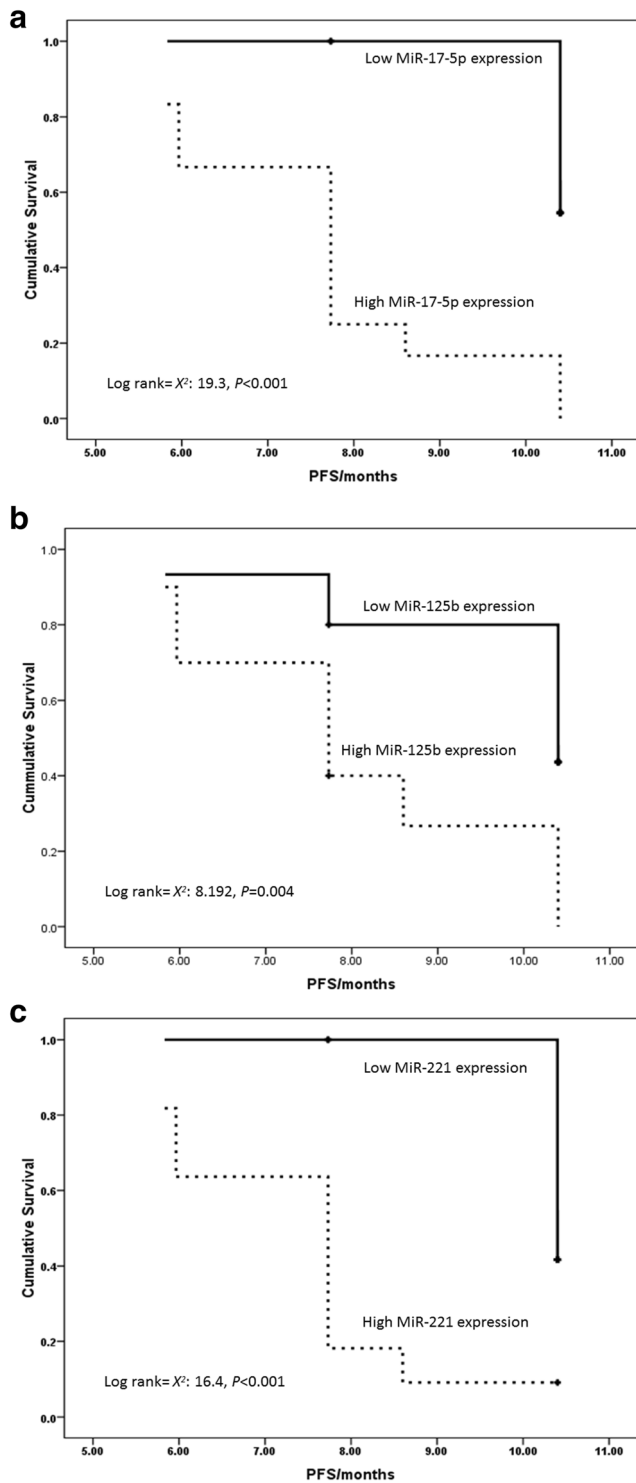 a
1.0
0.8
0.6
0.4
0.2
0.0
Cumulative Survival
Low MiR-17-5p expression
High MiR-17-5p expression
Log rank= X²: 19.3, P<0.001
5.00 6.00 7.00 8.00 9.00 10.00 11.00
PFS/months
b
1.0
0.8
0.6
0.4
0.2
0.0
Cummulative Survival
Low MiR-125b expression
High MiR-125b expression
Log rank= X²: 8.192, P=0.004
5.00 6.00 7.00 8.00 9.00 10.00 11.00
PFS/months
c
1.0
0.8
0.6
0.4
0.2
0.0
Cumulative Survival
Low MiR-221 expression
High MiR-221 expression
Log rank= X²: 16.4, P<0.001
5.00 6.00 7.00 8.00 9.00 10.00 11.00
PFS/months